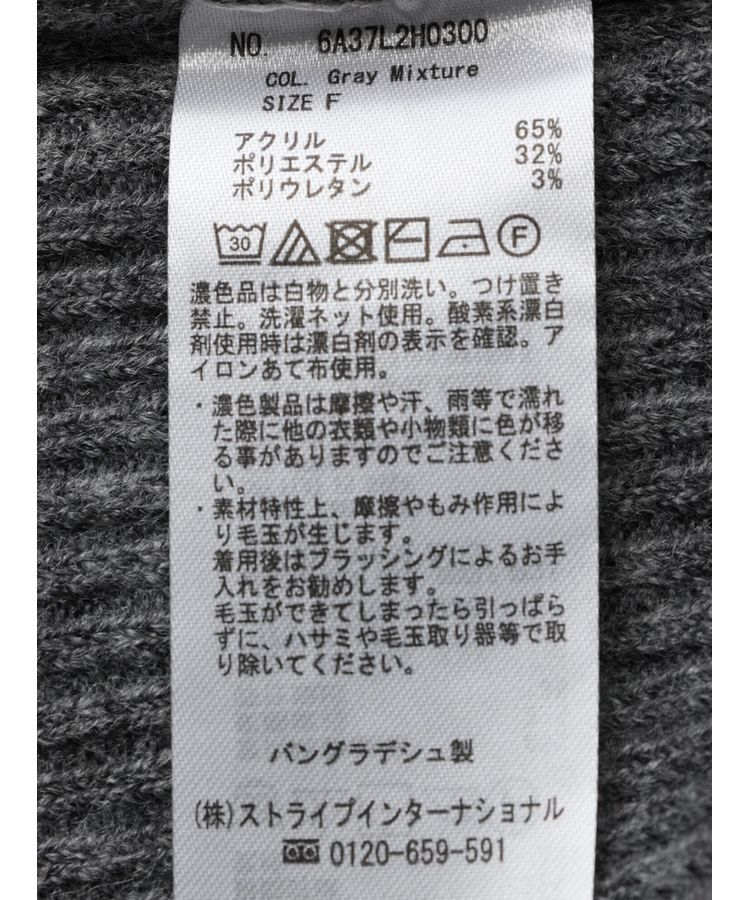 NO. 6A37L2H0300
COL. Gray Mixture
SIZE F
アクリル 65%
ポリエステル 32%
ポリウレタン 3%
30 F
濃色品は白物と分別洗い。つけ置き
禁止。洗濯ネット使用。酸素系漂白
剤使用時は漂白剤の表示を確認。ア
イロンあて布使用。
・濃色製品は摩擦や汗、雨等で濡れ
た際に他の衣類や小物類に色が移
る事がありますのでご注意くださ
い。
・素材特性上、摩擦やもみ作用によ
り毛玉が生じます。
着用後はブラッシングによるお手
入れをお勧めします。
毛玉ができてしまったら引っぱら
ずに、ハサミや毛玉取り器等で取
り除いてください。
バングラデシュ製
(株)ストライプインターナショナル
0120-659-591